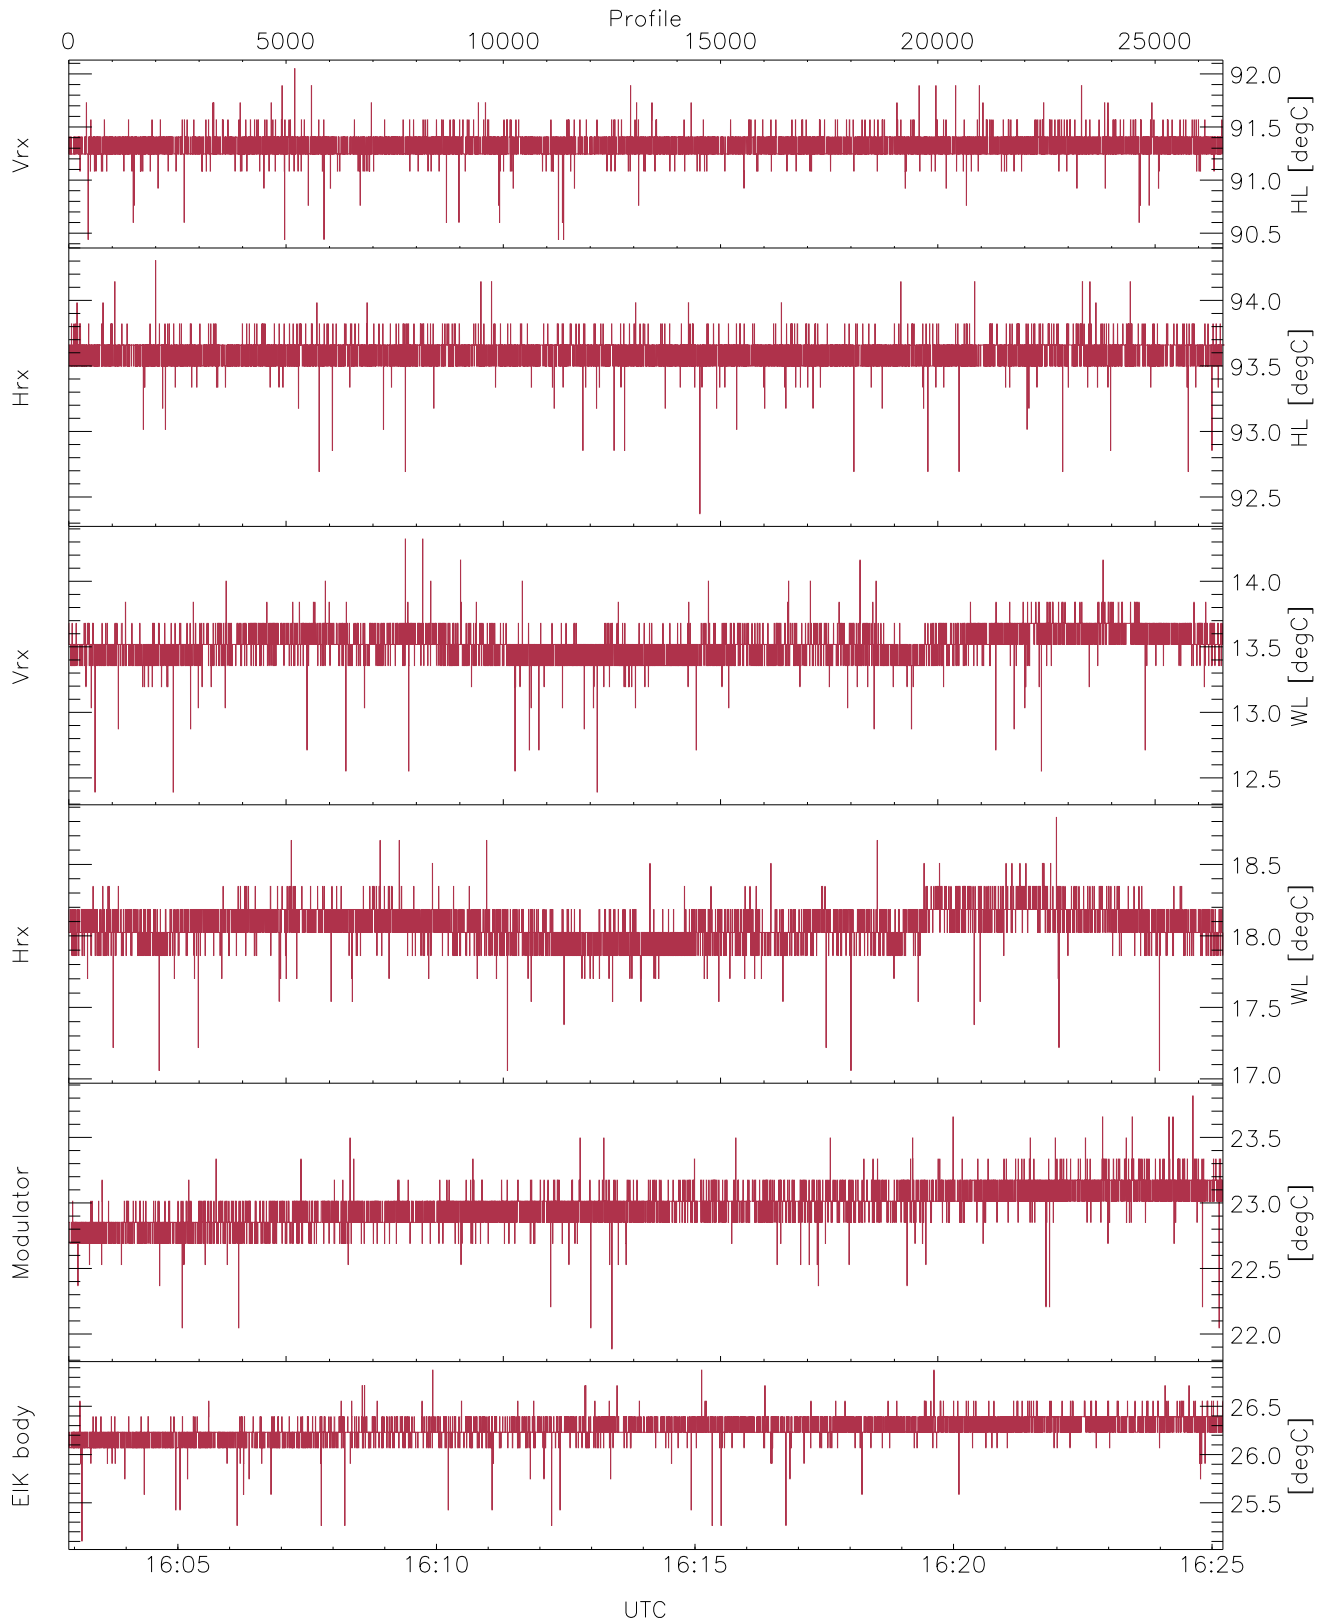 Profile
0 5000 10000 15000 20000 25000
Vrx
92.0
91.5
91.0
90.5
HL [degC]
Hrx
94.0
93.5
93.0
92.5
HL [degC]
Vrx
14.0
13.5
13.0
12.5
WL [degC]
Hrx
18.5
18.0
17.5
17.0
WL [degC]
Modulator
23.5
23.0
22.5
22.0
[degC]
EIK body
26.5
26.0
25.5
[degC]
16:05 16:10 16:15 16:20 16:25
UTC